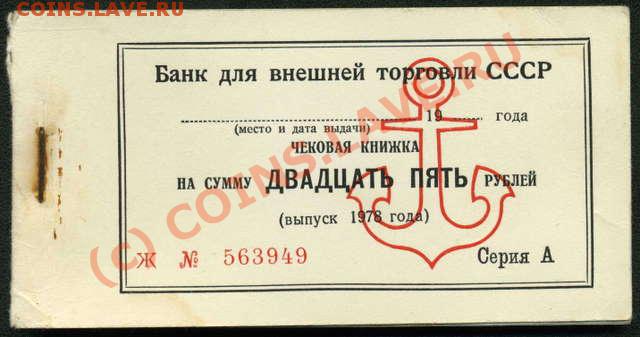 COINS.LAVE.RU
Банк для внешней торговли СССР
19 года
(место и дата выдачи)
ЧЕКОВАЯ КНИЖКА
НА СУММУ ДВАДЦАТЬ ПЯТЬ РУБЛЕЙ
(выпуск 1978 года)
Ж № 563949 Серия А
(c) COINS.LAVE.RU